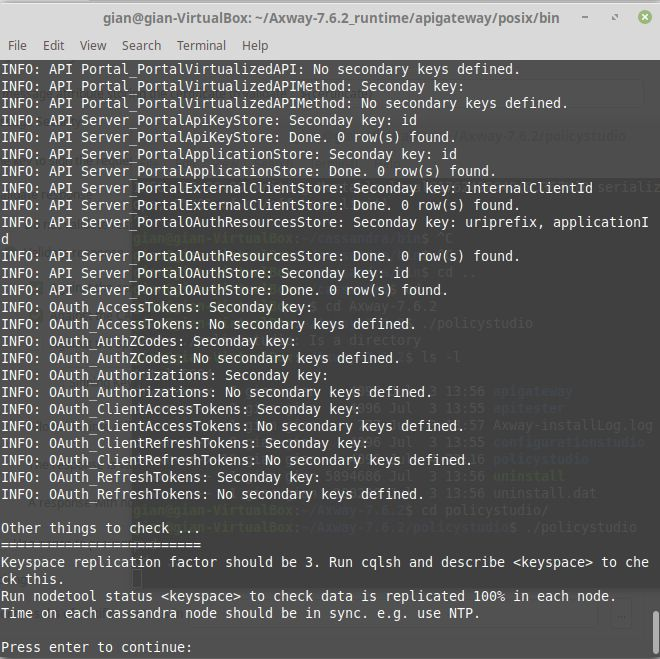 gian@gian-VirtualBox: ~/Axway-7.6.2_runtime/apigateway/posix/bin
File Edit View Search Terminal Help
INFO: API Portal_PortalVirtualizedAPI: No secondary keys defined.
INFO: API Portal_PortalVirtualizedAPIMethod: Seconday key:
INFO: API Portal_PortalVirtualizedAPIMethod: No secondary keys defined.
INFO: API Server_PortalApiKeyStore: Seconday key: id
INFO: API Server_PortalApiKeyStore: Done. 0 row(s) found.
INFO: API Server_PortalApplicationStore: Seconday key: id
INFO: API Server_PortalApplicationStore: Done. 0 row(s) found.
INFO: API Server_PortalExternalClientStore: Seconday key: internalClientId
INFO: API Server_PortalExternalClientStore: Done. 0 row(s) found.
INFO: API Server_PortalOAuthResourcesStore: Seconday key: uriprefix, applicationI
d
INFO: API Server_PortalOAuthResourcesStore: Done. 0 row(s) found.
INFO: API Server_PortalOAuthStore: Seconday key: id
INFO: API Server_PortalOAuthStore: Done. 0 row(s) found.
INFO: OAuth_AccessTokens: Seconday key:
INFO: OAuth_AccessTokens: No secondary keys defined.
INFO: OAuth_AuthZCodes: Seconday key:
INFO: OAuth_AuthZCodes: No secondary keys defined.
INFO: OAuth_Authorizations: Seconday key:
INFO: OAuth_Authorizations: No secondary keys defined.
INFO: OAuth_ClientAccessTokens: Seconday key:
INFO: OAuth_ClientAccessTokens: No secondary keys defined.
INFO: OAuth_ClientRefreshTokens: Seconday key:
INFO: OAuth_ClientRefreshTokens: No secondary keys defined.
INFO: OAuth_RefreshTokens: Seconday key:
INFO: OAuth_RefreshTokens: No secondary keys defined.
Other things to check ...
=========================
Keyspace replication factor should be 3. Run cqlsh and describe <keyspace> to che
ck this.
Run nodetool status <keyspace> to check data is replicated 100% in each node.
Time on each cassandra node should be in sync. e.g. use NTP.
Press enter to continue: